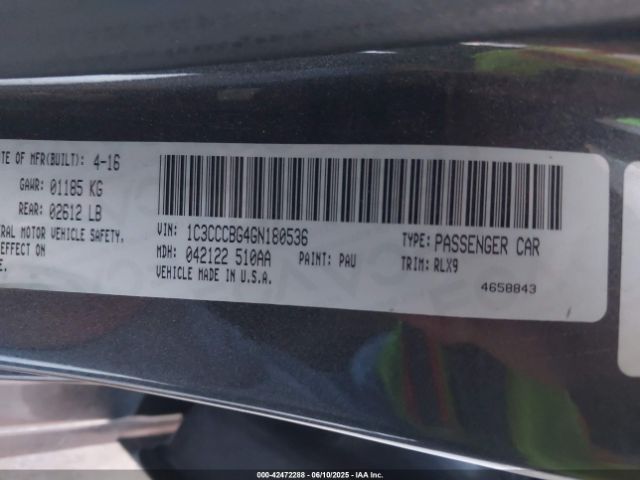 TE OF MFR(BUILT): 4-16
GAWR: 01185 KG
REAR: 02612 LB
RAL MOTOR VEHICLE SAFETY.
EFFECT ON
VIN: 1C3CCCBG4GN180536
TYPE: PASSENGER CAR
MDH: 042122 510AA
PAINT: PAU
TRIM: RLX9
VEHICLE MADE IN U.S.A.
4658843
000-42472288 - 06/10/2025 - IAA Inc.